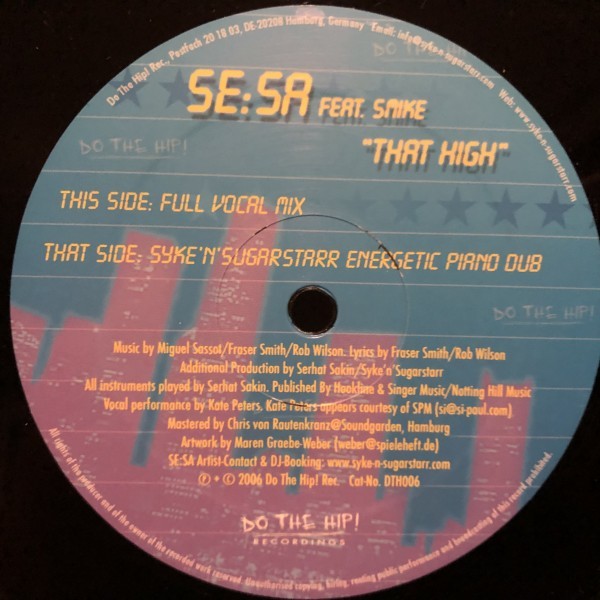 Do The Hip! Rec., Postfach 20 18 03, DE-20208 Hamburg, Germany Email: info@syke-n-sugarstarr.com Web: www.syke-n-sugarstarr.com
DO THE HIP!
SE:SA FEAT. SMIKE
DO THE HIP!
"THAT HIGH"
THIS SIDE: FULL VOCAL MIX
THAT SIDE: SYKE'N'SUGARSTARR ENERGETIC PIANO DUB
DO THE HIP!
Music by Miguel Sassot/Fraser Smith/Rob Wilson. Lyrics by Fraser Smith/Rob Wilson
Additional Production by Serhat Sakin/Syke'n'Sugarstarr
All instruments played by Serhat Sakin. Published By Hookline & Singer Music/Notting Hill Music
Vocal performance by Kate Peters. Kate Peters appears courtesy of SPM (si@si-paul.com)
Mastered by Chris von Rautenkranz@Soundgarden, Hamburg
Artwork by Maren Graebe-Weber (weber@spieleheft.de)
SE:SA Artist-Contact & DJ-Booking: www.syke-n-sugarstarr.com
℗ + © 2006 Do The Hip! Rec. Cat-No. DTH006
DO THE HIP!
RECORDINGS
All rights of the producer and of the owner of the recorded work reserved. Unauthorised copying, hiring, renting public performance and broadcasting of this record prohibited.